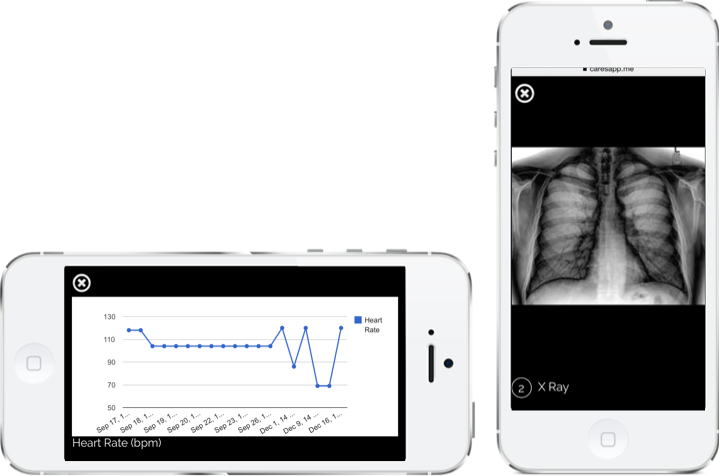 130
110
90
70
50
Heart
Rate
Sep 17, 1...
Sep 18, 1...
Sep 19, 1...
Sep 20, 1...
Sep 22, 1...
Sep 23, 1...
Sep 26, 1...
Dec 1, 14 ...
Dec 9, 14 ...
Dec 16, 1...
Heart Rate (bpm)
caresapp.me
2 X Ray